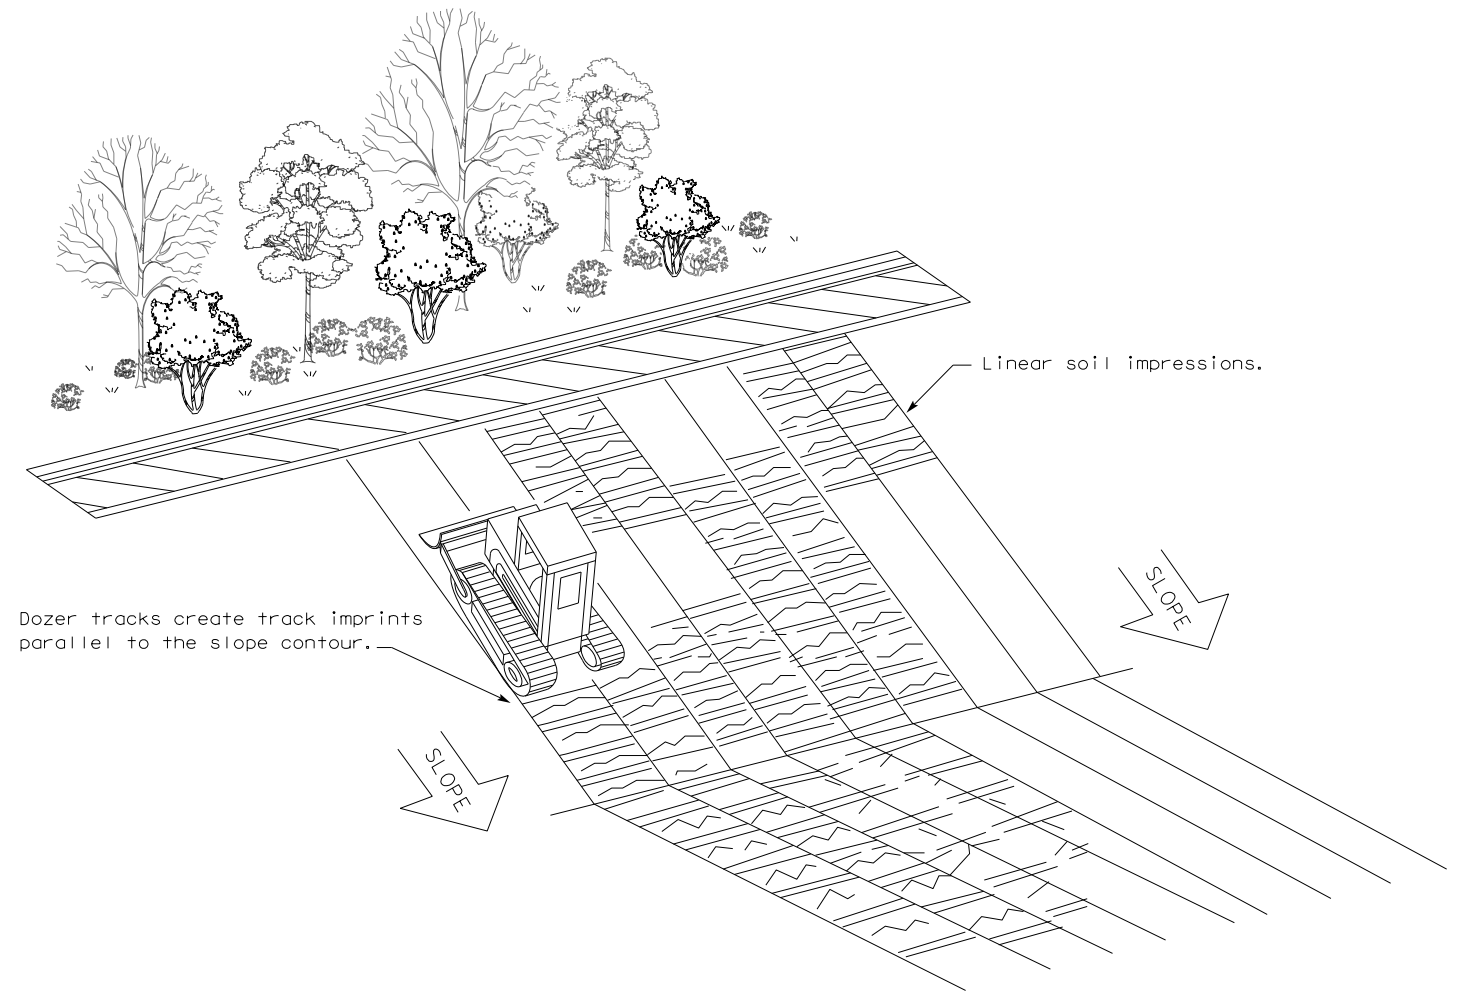 Linear soil impressions.
SLOPE
Dozer tracks create track imprints
parallel to the slope contour.
SLOPE